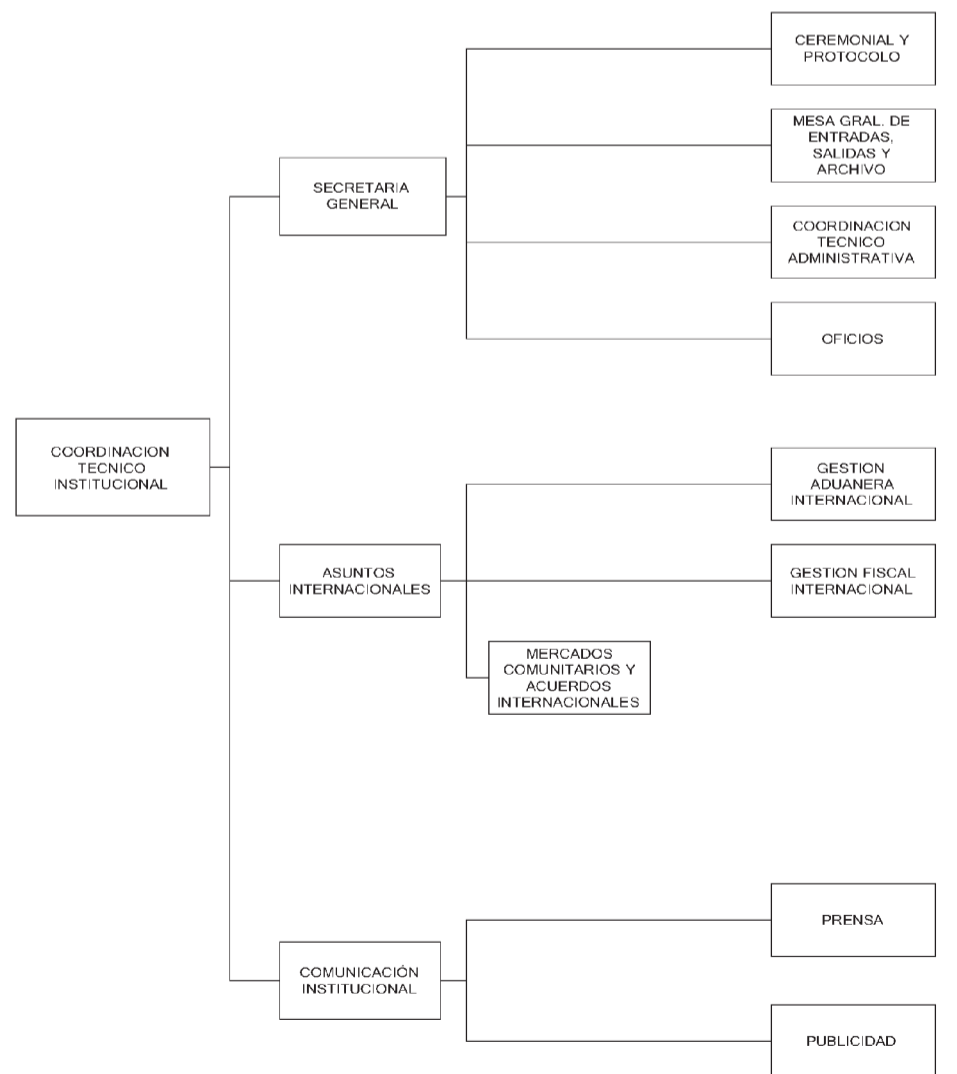 CEREMONIAL Y
PROTOCOLO
MESA GRAL. DE
ENTRADAS,
SALIDAS Y
ARCHIVO
SECRETARIA
GENERAL
COORDINACION
TECNICO
ADMINISTRATIVA
OFICIOS
COORDINACION
TECNICO
INSTITUCIONAL
GESTION
ADUANERA
INTERNACIONAL
ASUNTOS
INTERNACIONALES
GESTION FISCAL
INTERNACIONAL
MERCADOS
COMUNITARIOS Y
ACUERDOS
INTERNACIONALES
PRENSA
COMUNICACIÓN
INSTITUCIONAL
PUBLICIDAD